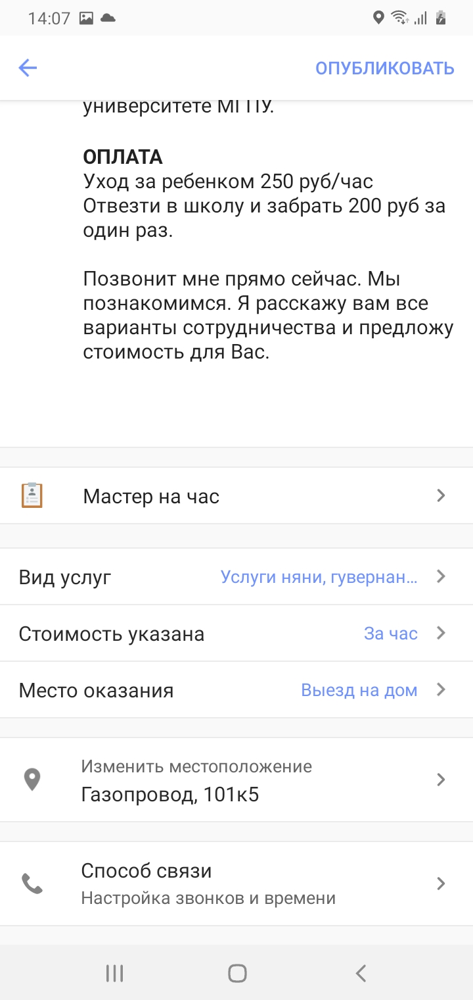 14:07
ОПУБЛИКОВАТЬ
университете МГПУ.
ОПЛАТА
Уход за ребенком 250 руб/час
Отвезти в школу и забрать 200 руб за
один раз.
Позвонит мне прямо сейчас. Мы
познакомимся. Я расскажу вам все
варианты сотрудничества и предложу
стоимость для Вас.
Мастер на час
Вид услуг Услуги няни, гувернан...
Стоимость указана За час
Место оказания Выезд на дом
Изменить местоположение
Газопровод, 101к5
Способ связи
Настройка звонков и времени